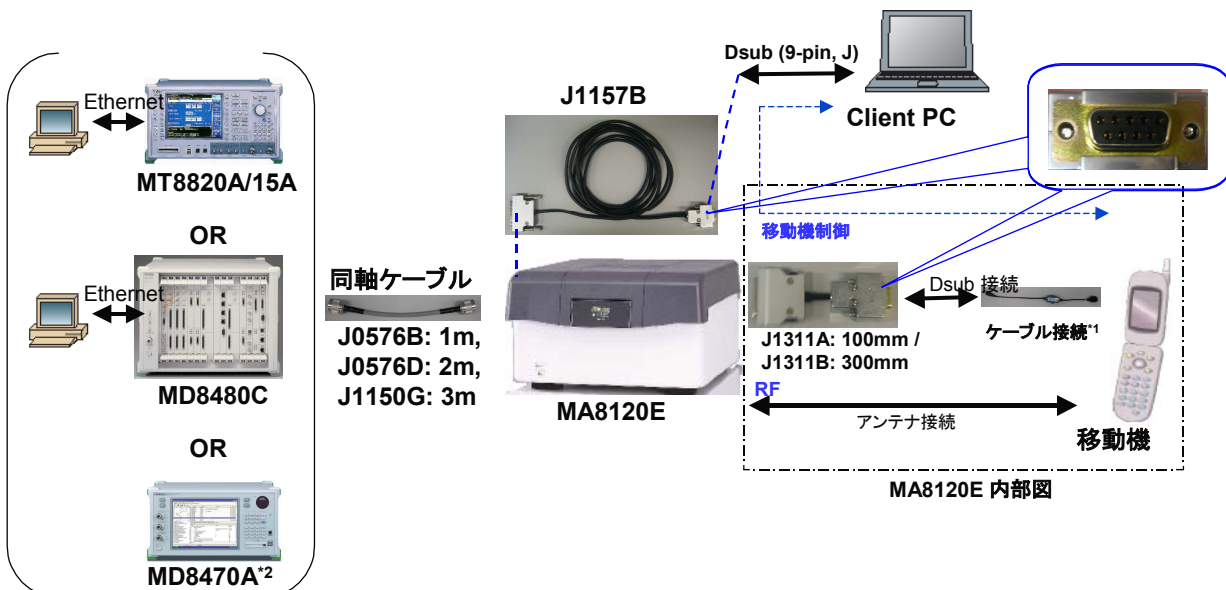 Ethernet
MT8820A/15A
OR
Ethernet
MD8480C
OR
MD8470A*2
同軸ケーブル
J0576B: 1m,
J0576D: 2m,
J1150G: 3m
J1157B
MA8120E
Dsub (9-pin, J)
Client PC
移動機制御
Dsub 接続
ケーブル接続*1
J1311A: 100mm /
J1311B: 300mm
RF
アンテナ接続
移動機
MA8120E 内部図